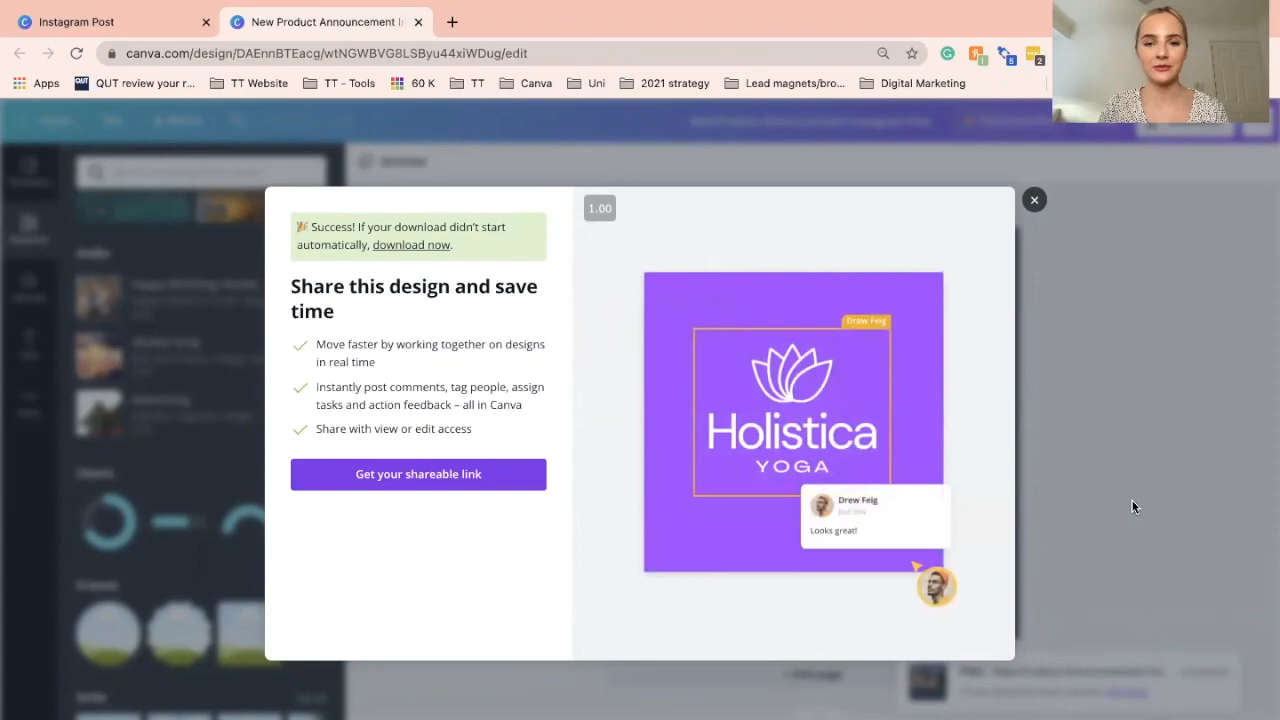 Instagram Post
New Product Announcement I
canva.com/design/DAEnnBTEacg/wtNGWBVG8LSByu44xjWDug/edit
1
5
2
Apps
QUT review your r...
TT Website
TT - Tools
60 K
TT
Canva
Uni
2021 strategy
Lead magnets/bro...
Digital Marketing
Success! If your download didn't start
automatically, download now.
Share this design and save
time
Move faster by working together on designs
in real time
Instantly post comments, tag people, assign
tasks and action feedback – all in Canva
Share with view or edit access
Get your shareable link
1.00
Drew Feig
Holistica
YOGA
Drew Feig
Looks great!